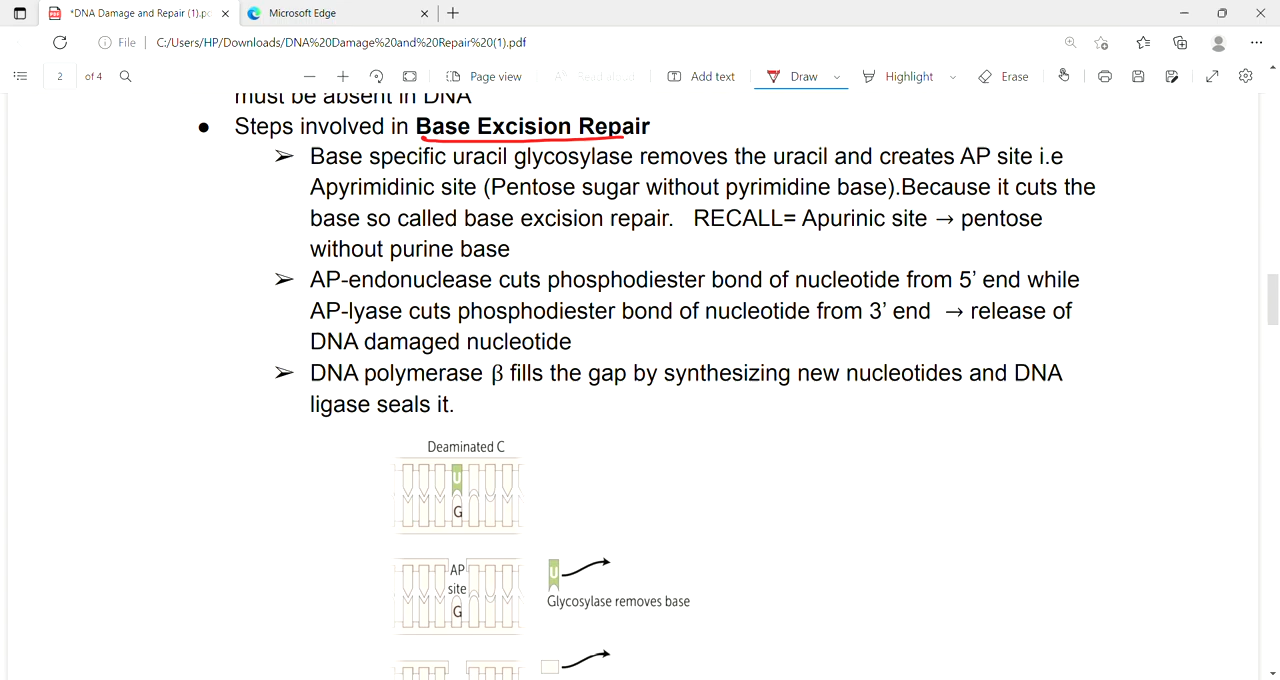 *DNA Damage and Repair (1).pd
Microsoft Edge
File
C:/Users/HP/Downloads/DNA%20Damage%20and%20Repair%20(1).pdf
2 of 4
Page view
Read aloud
Add text
Draw
Highlight
Erase
must be absent in DNA
● Steps involved in Base Excision Repair
➢ Base specific uracil glycosylase removes the uracil and creates AP site i.e
Apyrimidinic site (Pentose sugar without pyrimidine base).Because it cuts the
base so called base excision repair. RECALL= Apurinic site → pentose
without purine base
➢ AP-endonuclease cuts phosphodiester bond of nucleotide from 5’ end while
AP-lyase cuts phosphodiester bond of nucleotide from 3’ end → release of
DNA damaged nucleotide
➢ DNA polymerase β fills the gap by synthesizing new nucleotides and DNA
ligase seals it.
Deaminated C
U
G
AP
site
G
U
Glycosylase removes base